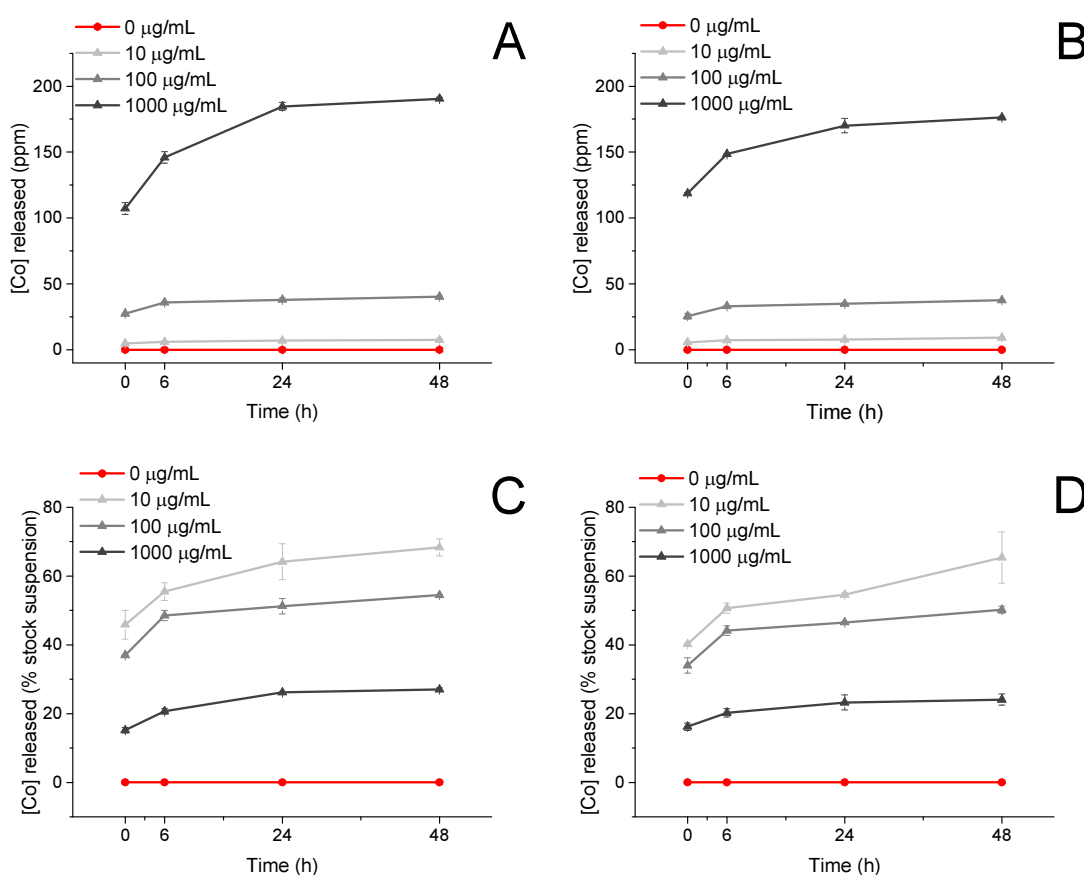 A
0 μg/mL
10 μg/mL
100 μg/mL
1000 μg/mL
200
150
100
50
0
[Co] released (ppm)
0 6 24 48
Time (h)
B
0 μg/mL
10 μg/mL
100 μg/mL
1000 μg/mL
200
150
100
50
0
[Co] released (ppm)
0 6 24 48
Time (h)
C
0 μg/mL
10 μg/mL
100 μg/mL
1000 μg/mL
80
60
40
20
0
[Co] released (% stock suspension)
0 6 24 48
Time (h)
D
0 μg/mL
10 μg/mL
100 μg/mL
1000 μg/mL
80
60
40
20
0
[Co] released (% stock suspension)
0 6 24 48
Time (h)